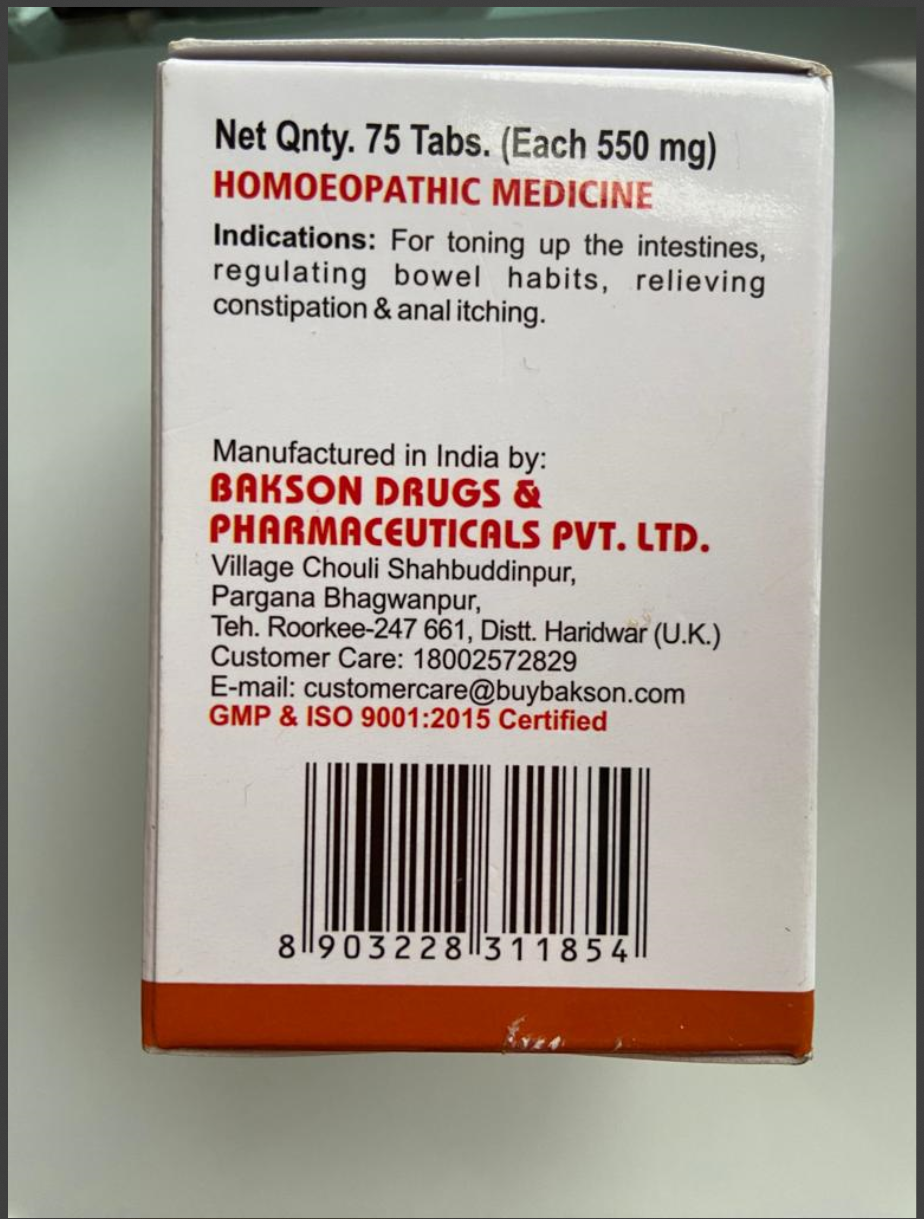 Net Qnty. 75 Tabs. (Each 550 mg)
HOMOEOPATHIC MEDICINE
Indications: For toning up the intestines,
regulating bowel habits, relieving
constipation & anal itching.
Manufactured in India by:
BAKSON DRUGS &
PHARMACEUTICALS PVT. LTD.
Village Chouli Shahbuddinpur,
Pargana Bhagwanpur,
Teh. Roorkee-247 661, Distt. Haridwar (U.K.)
Customer Care: 18002572829
E-mail: customercare@buybakson.com
GMP & ISO 9001:2015 Certified
8 903228 311854